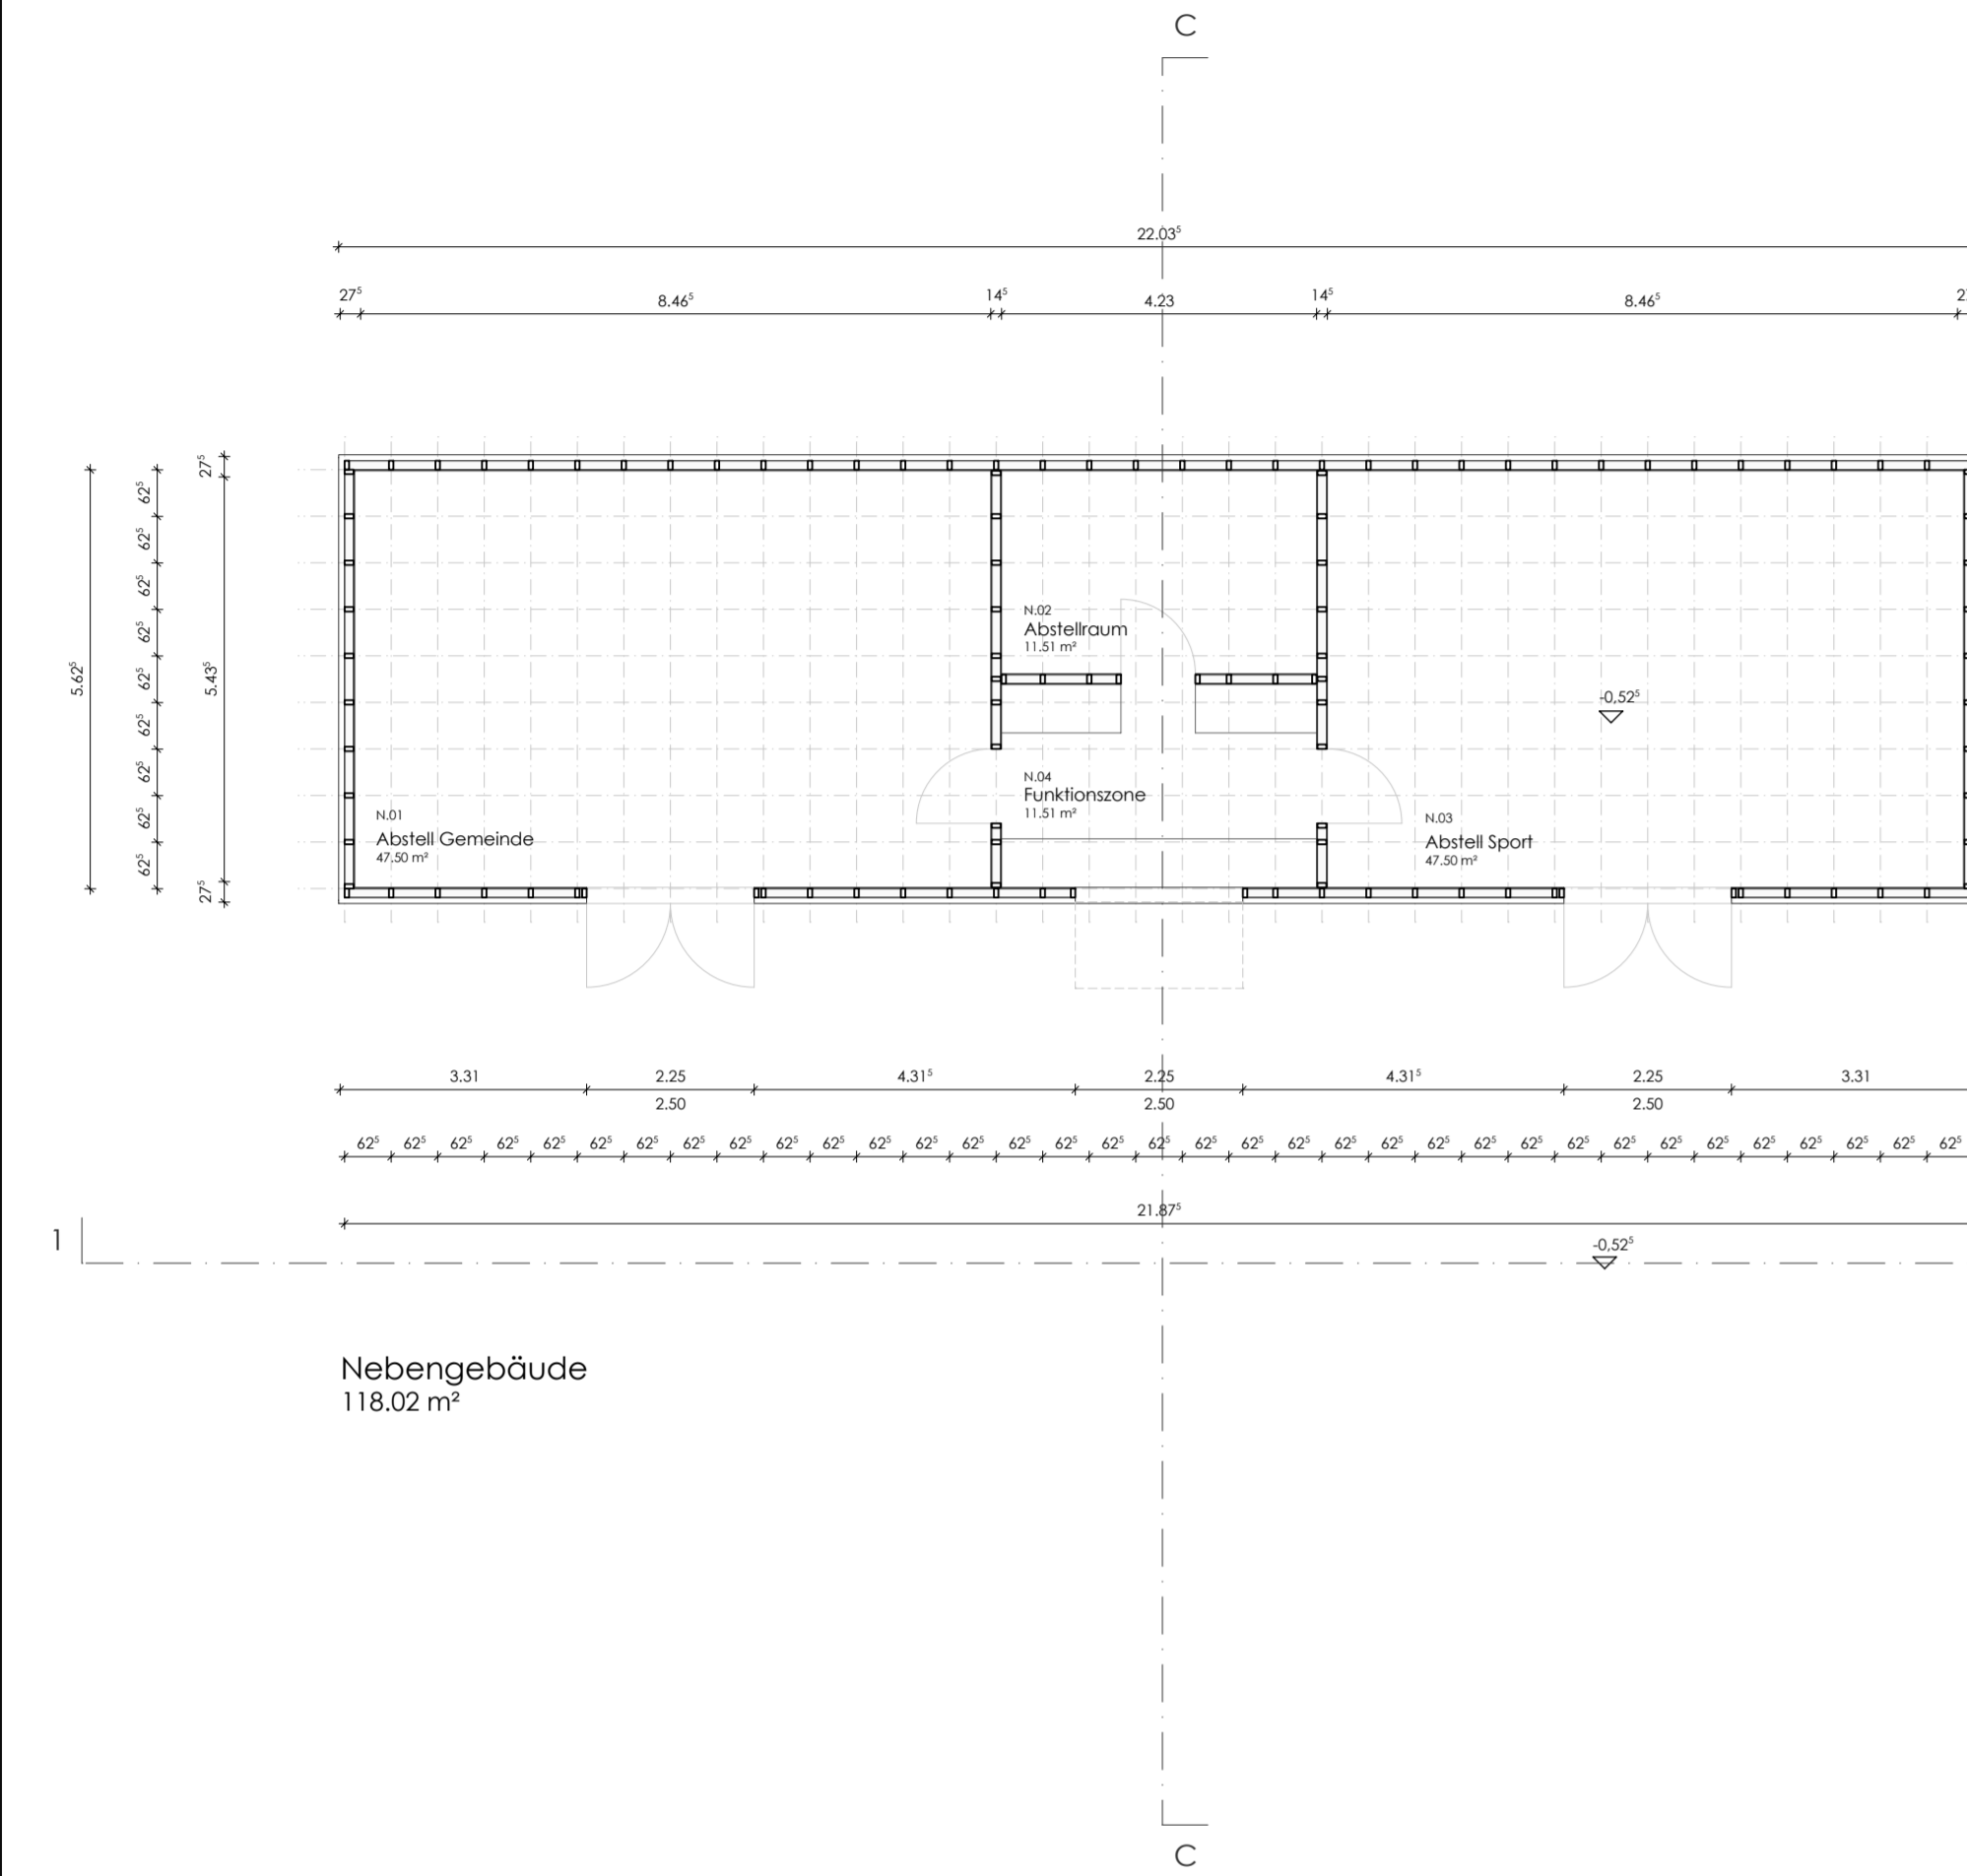 C
22.03⁵
27⁵ 8.46⁵ 14⁵ 4.23 14⁵ 8.46⁵
27⁵
62⁵
62⁵
62⁵
62⁵
62⁵
62⁵
62⁵
62⁵
62⁵
5.62⁵
5.43⁵
27⁵
N.02
Abstellraum
11.51 m²
-0,52⁵
N.04
Funktionszone
11.51 m²
N.01
Abstell Gemeinde
47.50 m²
N.03
Abstell Sport
47.50 m²
3.31 2.25 4.31⁵ 2.25 4.31⁵ 2.25 3.31
2.50 2.50 2.50
62⁵ 62⁵ 62⁵ 62⁵ 62⁵ 62⁵ 62⁵ 62⁵ 62⁵ 62⁵ 62⁵ 62⁵ 62⁵ 62⁵ 62⁵ 62⁵ 62⁵ 62⁵ 62⁵ 62⁵ 62⁵ 62⁵ 62⁵ 62⁵ 62⁵ 62⁵ 62⁵ 62⁵ 62⁵ 62⁵ 62⁵ 62⁵ 62⁵ 62⁵ 62⁵
21.87⁵
1
-0,52⁵
Nebengebäude
118.02 m²
C